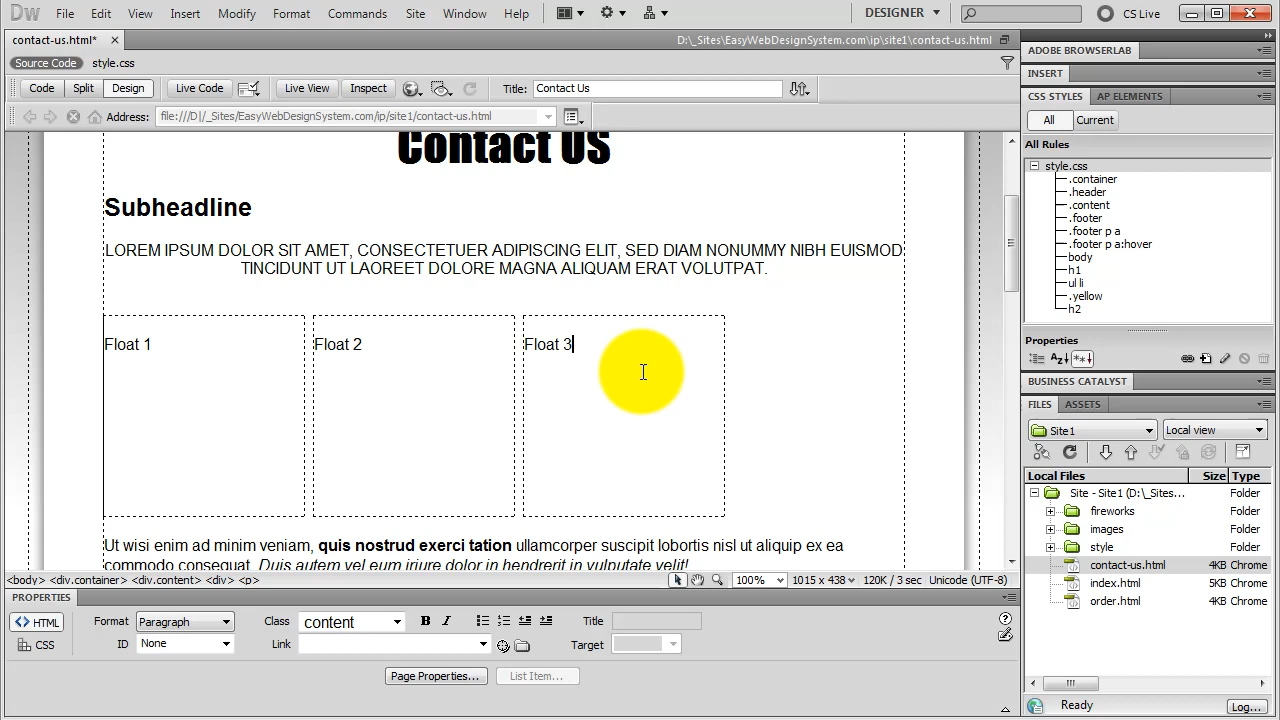 Dw File Edit View Insert Modify Format Commands Site Window Help DESIGNER CS Live
contact-us.html* D:\_Sites\EasyWebDesignSystem.com\ip\site1\contact-us.html
Source Code style.css
Code Split Design Live Code Live View Inspect Title: Contact Us
Address: file:///D|/_Sites/EasyWebDesignSystem.com/ip/site1/contact-us.html
Contact US
Subheadline
LOREM IPSUM DOLOR SIT AMET, CONSECTETUER ADIPISCING ELIT, SED DIAM NONUMMY NIBH EUISMOD
TINCIDUNT UT LAOREET DOLORE MAGNA ALIQUAM ERAT VOLUTPAT.
Float 1 Float 2 Float 3
Ut wisi enim ad minim veniam, quis nostrud exerci tation ullamcorper suscipit lobortis nisl ut aliquip ex ea
commodo consequat. Duis autem vel eum iriure dolor in hendrerit in vulputate velit!
<body> <div.container> <div.content> <div> <p> 100% 1015 x 438 120K / 3 sec Unicode (UTF-8)
PROPERTIES
<> HTML Format Paragraph Class content B I Title
CSS ID None Link Target
Page Properties... List Item...
ADOBE BROWSERLAB
INSERT
CSS STYLES AP ELEMENTS
All Current
All Rules
style.css
.container
.header
.content
.footer
.footer p a
.footer p a:hover
body
h1
ul li
.yellow
h2
Properties
BUSINESS CATALYST
FILES ASSETS
Site1 Local view
Local Files Size Type
Site - Site1 (D:\_Sites... Folder
fireworks Folder
images Folder
style Folder
contact-us.html 4KB Chrome
index.html 5KB Chrome
order.html 4KB Chrome
Ready Log...